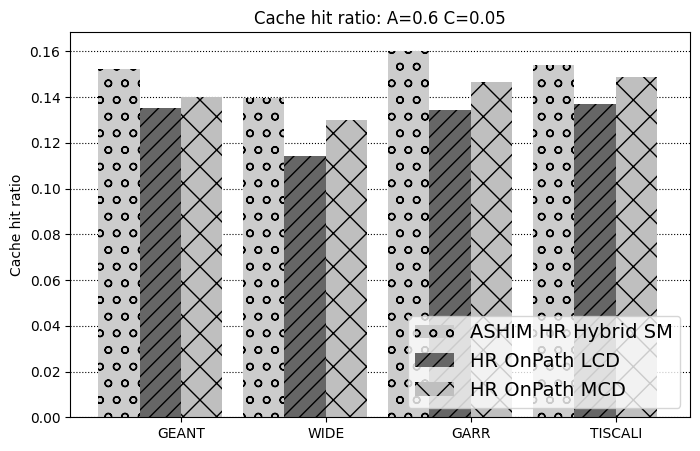 Cache hit ratio: A=0.6 C=0.05
Cache hit ratio
0.16
0.14
0.12
0.10
0.08
0.06
0.04
0.02
0.00
ASHIM HR Hybrid SM
HR OnPath LCD
HR OnPath MCD
GEANT
WIDE
GARR
TISCALI